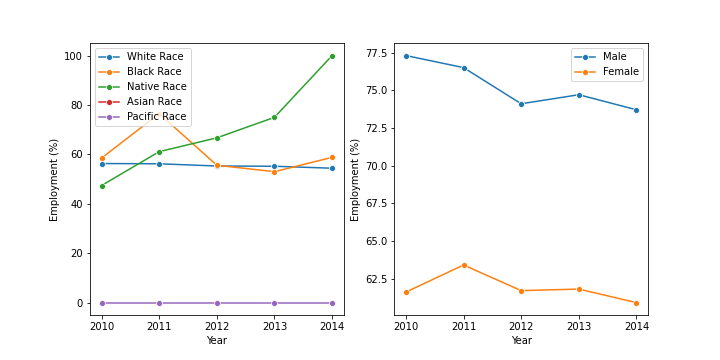 White Race
Black Race
Native Race
Asian Race
Pacific Race
100
80
60
40
20
0
Employment (%)
2010 2011 2012 2013 2014
Year
Male
Female
77.5
75.0
72.5
70.0
67.5
65.0
62.5
Employment (%)
2010 2011 2012 2013 2014
Year